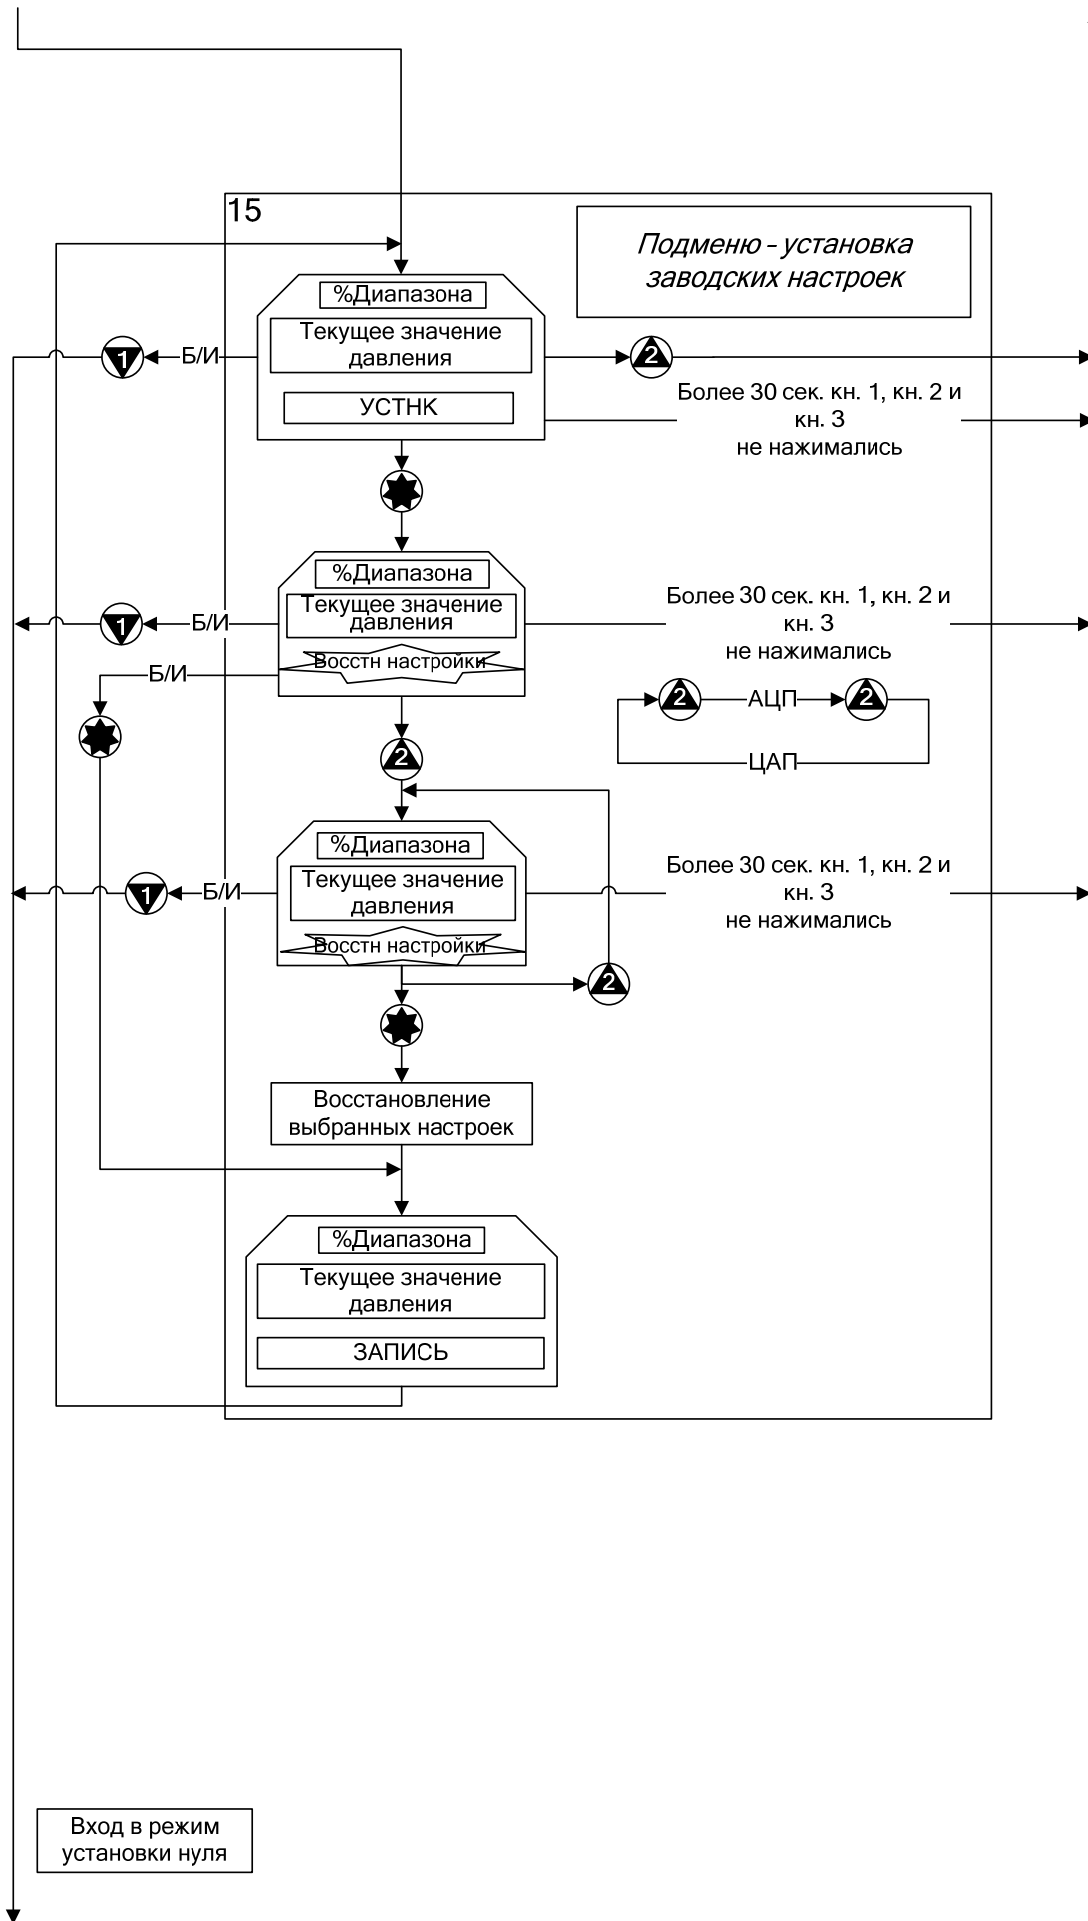 15
Подменю - установка
заводских настроек
%Диапазона
Текущее значение
давления
УСТНК
1
Б/И
2
Более 30 сек. кн. 1, кн. 2 и
кн. 3
не нажимались
%Диапазона
Текущее значение
давления
Восстн настройки
1
Б/И
Б/И
Более 30 сек. кн. 1, кн. 2 и
кн. 3
не нажимались
2
АЦП
2
ЦАП
2
%Диапазона
Текущее значение
давления
Восстн настройки
1
Б/И
Более 30 сек. кн. 1, кн. 2 и
кн. 3
не нажимались
2
Восстановление
выбранных настроек
%Диапазона
Текущее значение
давления
ЗАПИСЬ
Вход в режим
установки нуля